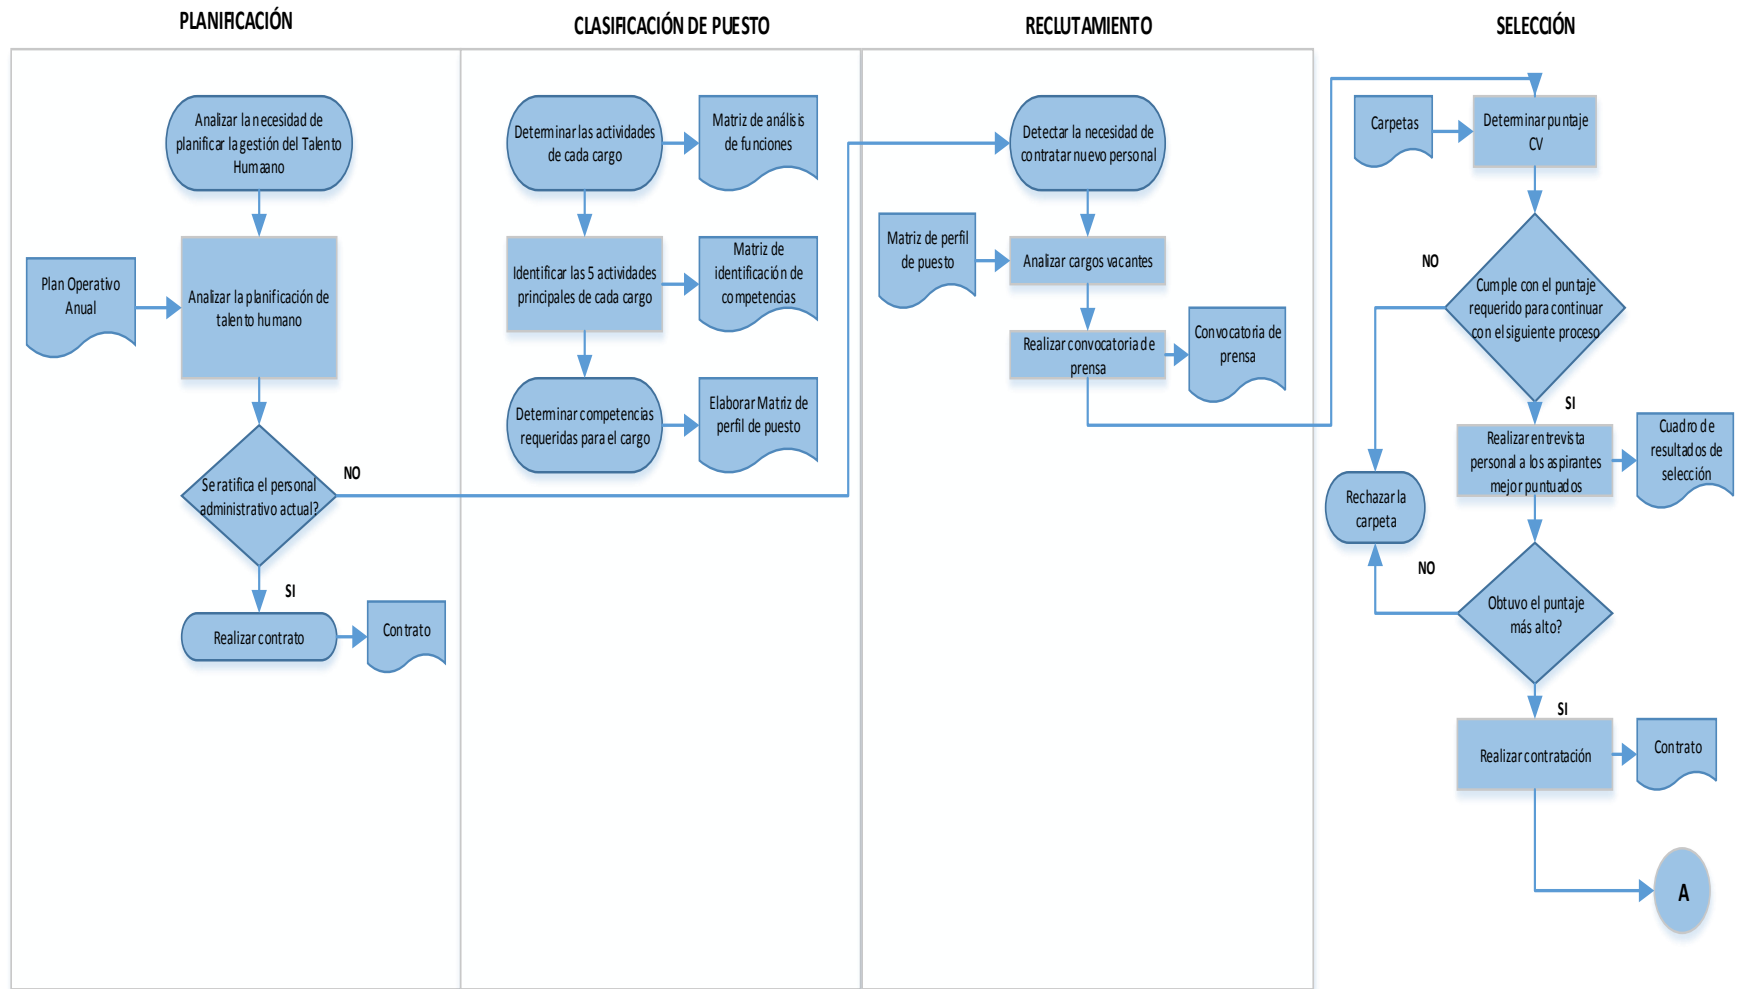 PLANIFICACIÓN
Analizar la necesidad de
planificar la gestión del Talento
Humaano
Plan Operativo
Anual
Analizar la planificación de
talento humano
Se ratifica el personal
administrativo actual?
NO
SI
Realizar contrato
Contrato
CLASIFICACIÓN DE PUESTO
Determinar las actividades
de cada cargo
Matriz de análisis
de funciones
Identificar las 5 actividades
principales de cada cargo
Matriz de
identificación de
competencias
Determinar competencias
requeridas para el cargo
Elaborar Matriz de
perfil de puesto
RECLUTAMIENTO
Detectar la necesidad de
contratar nuevo personal
Matriz de perfil
de puesto
Analizar cargos vacantes
Realizar convocatoria de
prensa
Convocatoria de
prensa
SELECCIÓN
Carpetas
Determinar puntaje
CV
NO
Cumple con el puntaje
requerido para continuar
con el siguiente proceso
SI
Realizar entrevista
personal a los aspirantes
mejor puntuados
Cuadro de
resultados de
selección
Rechazar la
carpeta
NO
Obtuvo el puntaje
más alto?
SI
Realizar contratación
Contrato
A